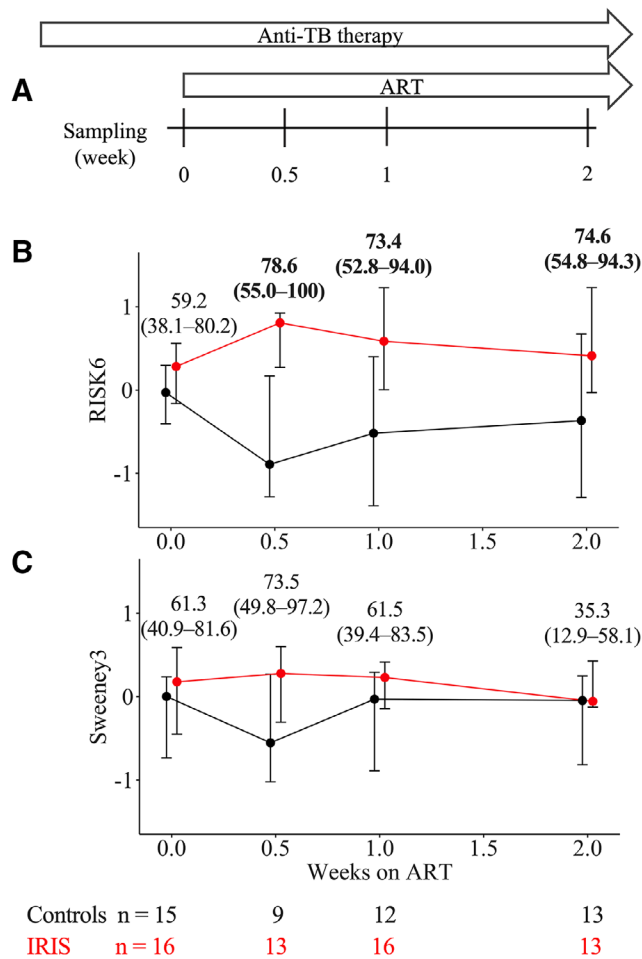 Anti-TB therapy
A
ART
Sampling
(week)
0 0.5 1 2
B
59.2
(38.1–80.2)
78.6
(55.0–100)
73.4
(52.8–94.0)
74.6
(54.8–94.3)
RISK6
1
0
-1
0.0 0.5 1.0 1.5 2.0
C
61.3
(40.9–81.6)
73.5
(49.8–97.2)
61.5
(39.4–83.5)
35.3
(12.9–58.1)
Sweeney3
1
0
-1
0.0 0.5 1.0 1.5 2.0
Weeks on ART
Controls n = 15 9 12 13
IRIS n = 16 13 16 13